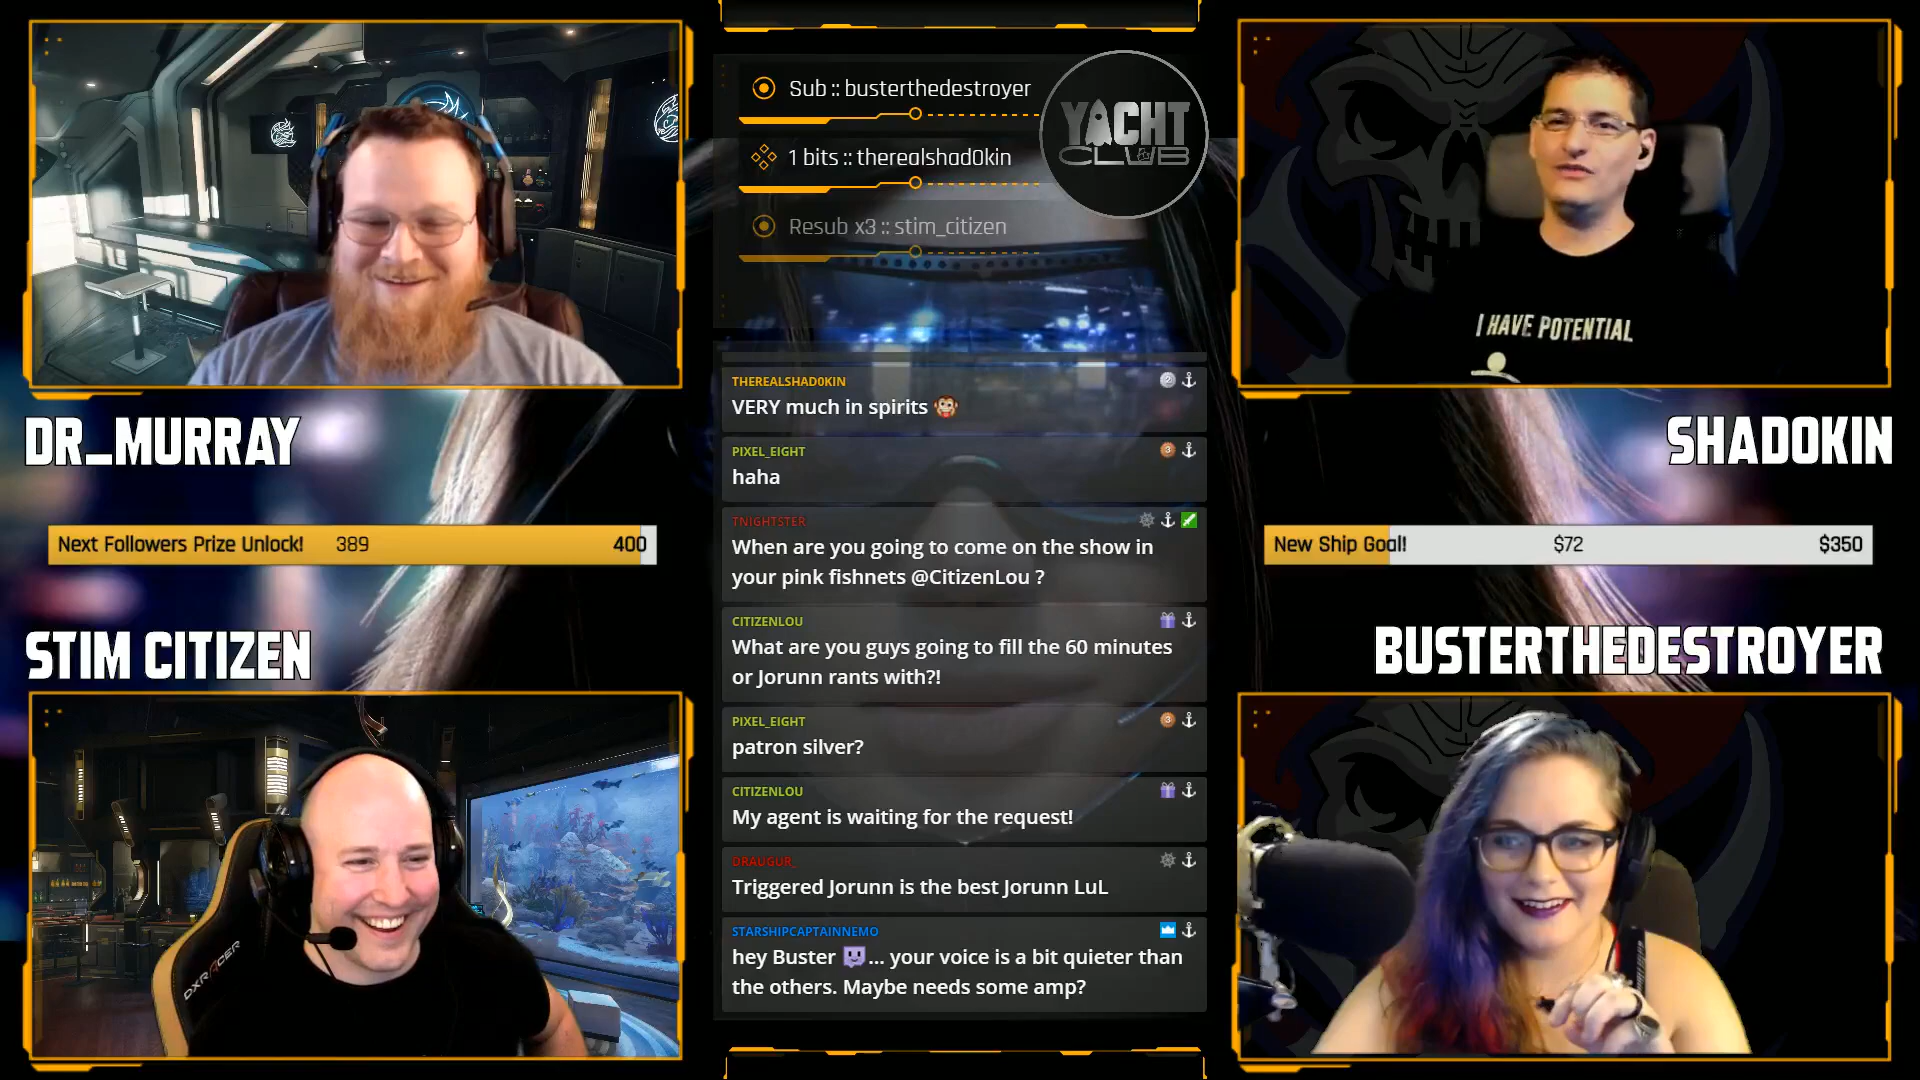 Sub :: busterthedestroyer
1 bits :: therealshad0kin
Resub x3 :: stim_citizen
YACHT
CLUB
I HAVE POTENTIAL
DR_MURRAY
SHADOKIN
Next Followers Prize Unlock! 389 400
New Ship Goal! $72 $350
STIM CITIZEN
BUSTERTHEDESTROYER
THEREALSHAD0KIN
VERY much in spirits
PIXEL_EIGHT
haha
TNIGHTSTER
When are you going to come on the show in
your pink fishnets @CitizenLou ?
CITIZENLOU
What are you guys going to fill the 60 minutes
or Jorunn rants with?!
PIXEL_EIGHT
patron silver?
CITIZENLOU
My agent is waiting for the request!
DRAUGUR_
Triggered Jorunn is the best Jorunn LuL
STARSHIPCAPTAINNEMO
hey Buster ... your voice is a bit quieter than
the others. Maybe needs some amp?
DXRACER